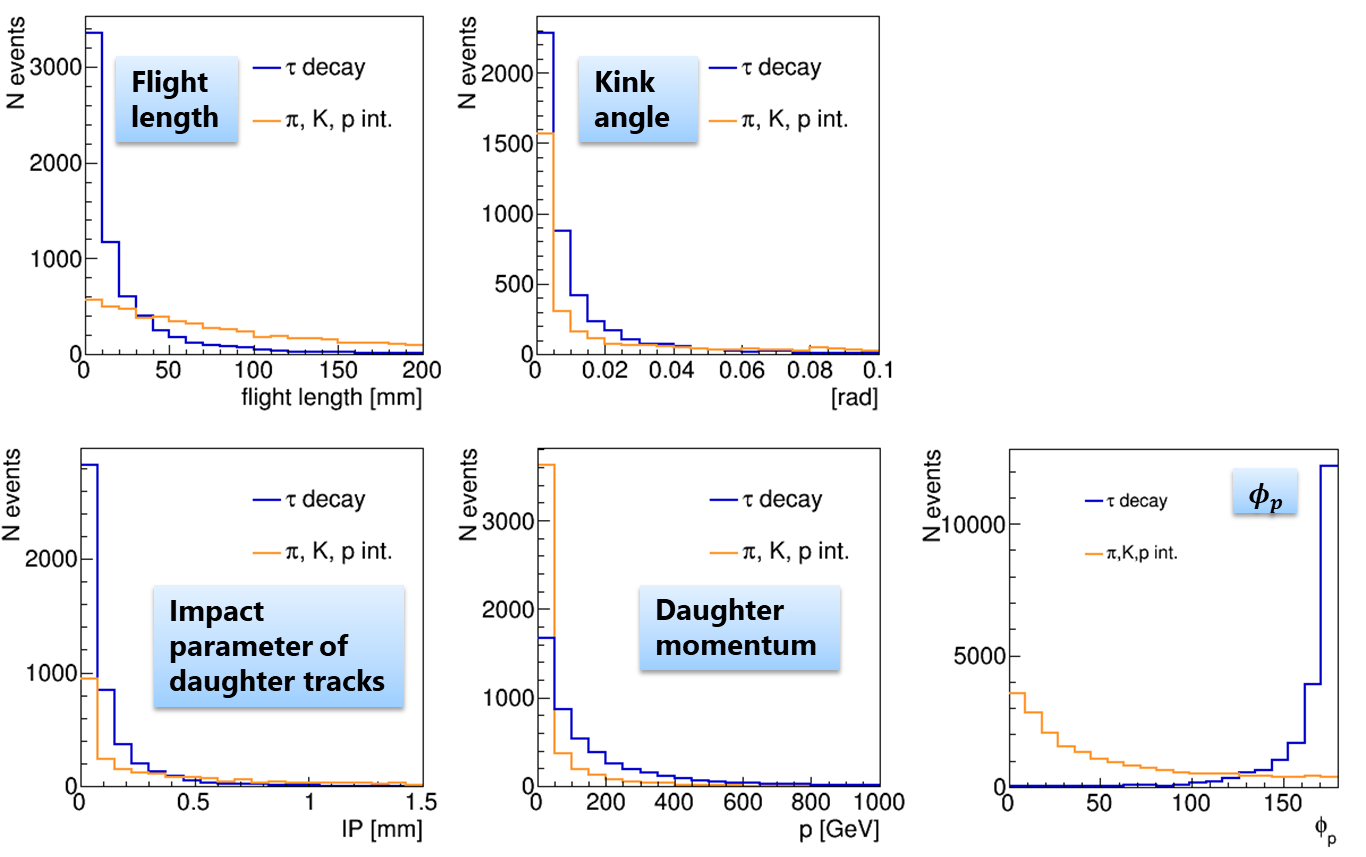 N events
3000
2000
1000
0
Flight
length
τ decay
π, K, p int.
0 50 100 150 200
flight length [mm]
N events
2000
1500
1000
500
0
Kink
angle
τ decay
π, K, p int.
0 0.02 0.04 0.06 0.08 0.1
[rad]
N events
2000
1000
0
τ decay
π, K, p int.
Impact
parameter of
daughter tracks
0 0.5 1 1.5
IP [mm]
N events
3000
2000
1000
0
τ decay
π, K, p int.
Daughter
momentum
0 200 400 600 800 1000
p [GeV]
N events
10000
5000
0
τ decay
π,K,p int.
ϕₚ
0 50 100 150
ϕₚ